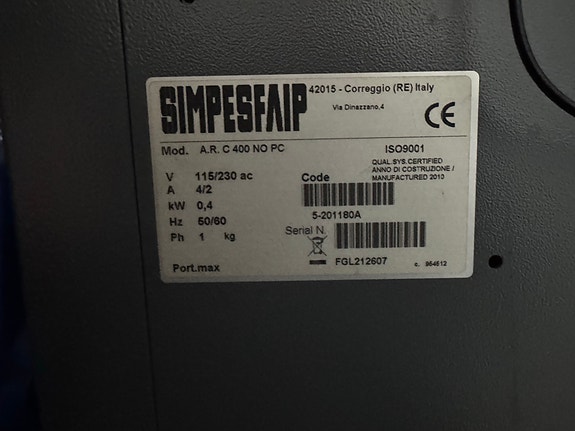 SIMPESFAIP
42015 - Correggio (RE) Italy
Via Dinazzano,4
CE
Mod. A.R. C 400 NO PC
ISO9001
QUAL.SYS.CERTIFIED
ANNO DI COSTRUZIONE /
MANUFACTURED 2010
V 115/230 ac
A 4/2
kW 0,4
Hz 50/60
Ph 1 kg
Port.max
Code
5-201180A
Serial N.
FGL212607